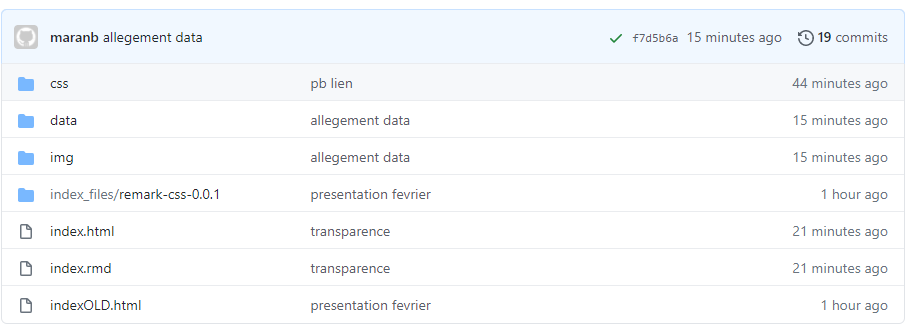 maranb allegement data f7d5b6a 15 minutes ago 19 commits
css pb lien 44 minutes ago
data allegement data 15 minutes ago
img allegement data 15 minutes ago
index_files/remark-css-0.0.1 presentation fevrier 1 hour ago
index.html transparence 21 minutes ago
index.rmd transparence 21 minutes ago
indexOLD.html presentation fevrier 1 hour ago